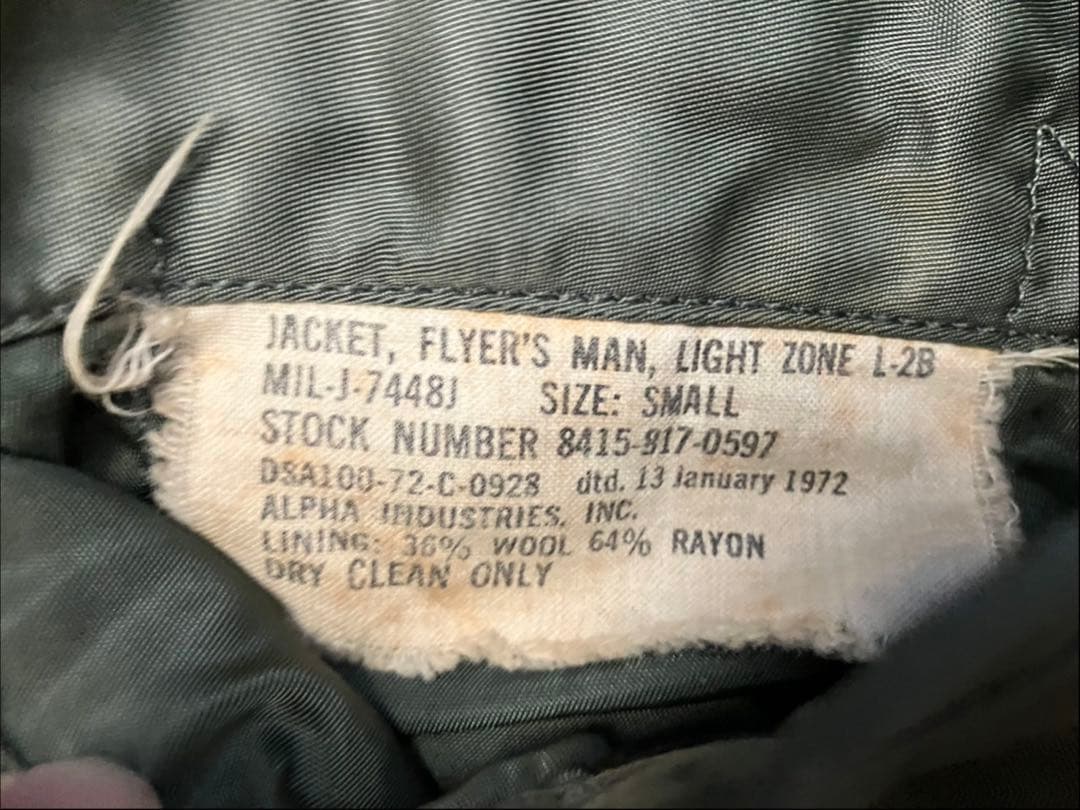 JACKET, FLYER'S MAN, LIGHT ZONE L-2B
MIL-J-7448J SIZE: SMALL
STOCK NUMBER 8415-917-0597
DSA100-72-C-0928 dtd. 13 January 1972
ALPHA INDUSTRIES, INC.
LINING: 36% WOOL 64% RAYON
DRY CLEAN ONLY